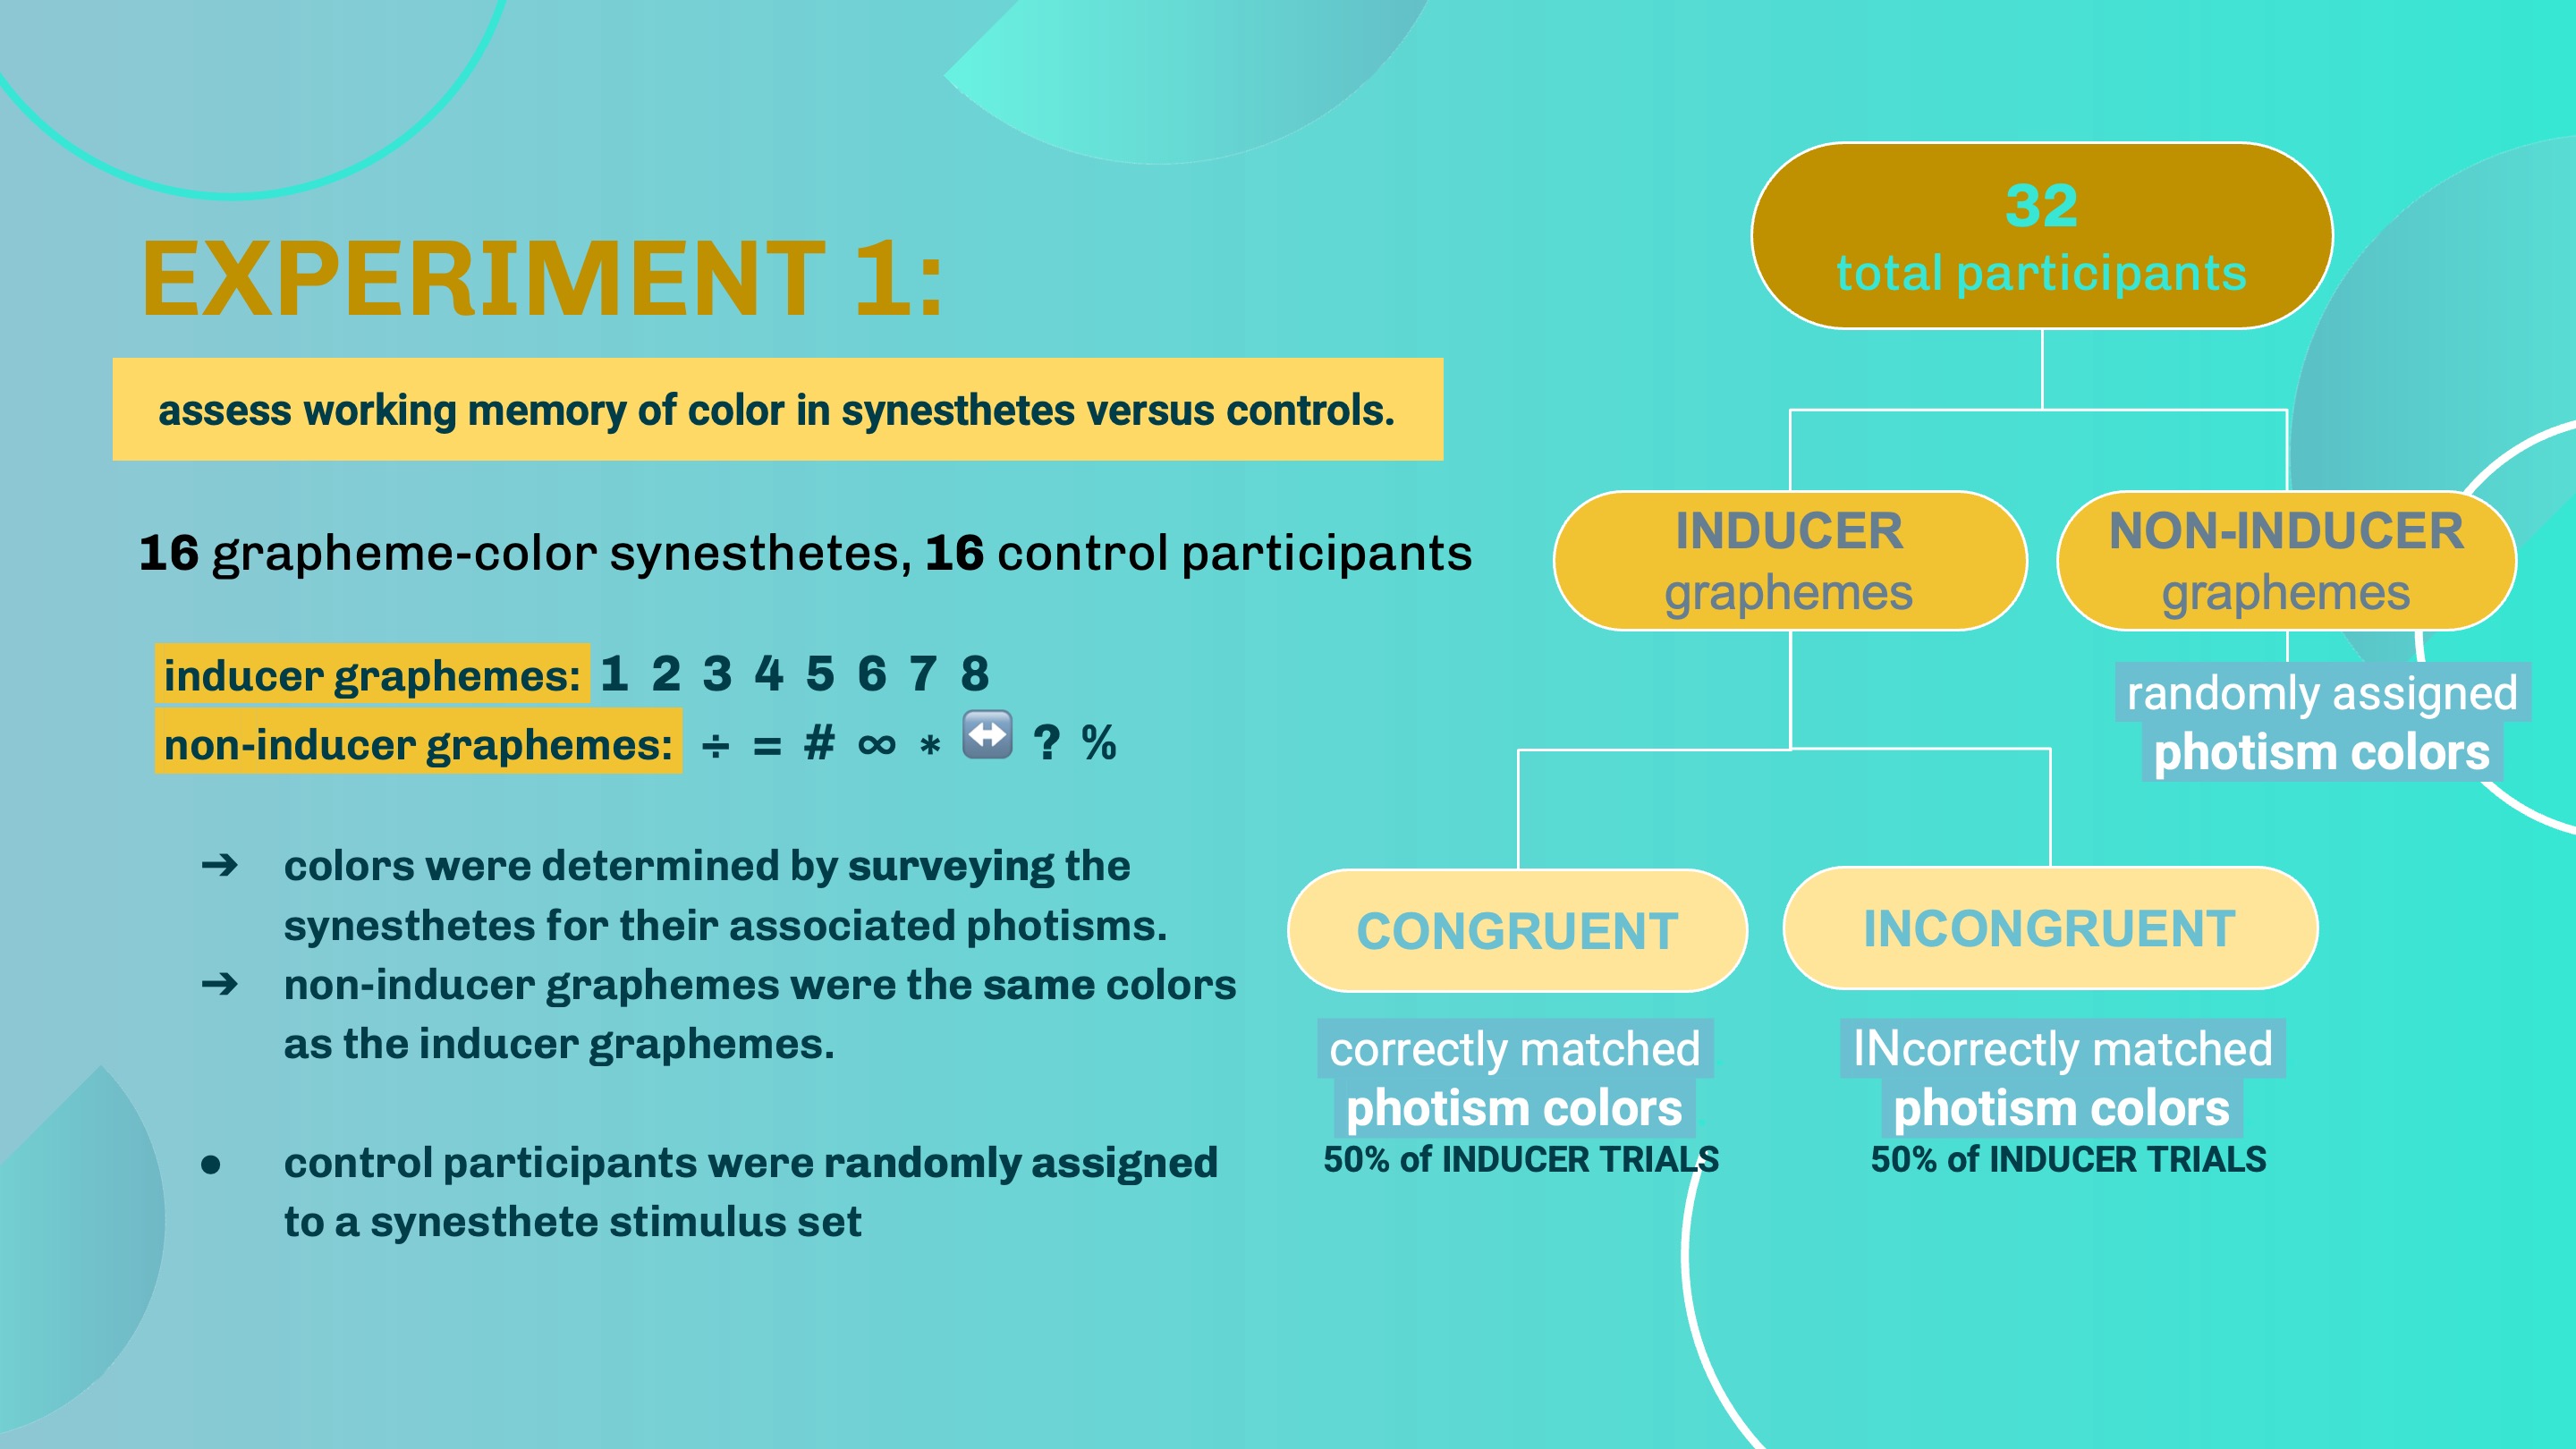 EXPERIMENT 1:
assess working memory of color in synesthetes versus controls.
16 grapheme-color synesthetes, 16 control participants
inducer graphemes: 1 2 3 4 5 6 7 8
non-inducer graphemes: ÷ = # ∞ * ↔️ ? %
➔ colors were determined by surveying the
synesthetes for their associated photisms.
➔ non-inducer graphemes were the same colors
as the inducer graphemes.
● control participants were randomly assigned
to a synesthete stimulus set
32
total participants
INDUCER
graphemes
NON-INDUCER
graphemes
randomly assigned
photism colors
CONGRUENT
correctly matched
photism colors
50% of INDUCER TRIALS
INCONGRUENT
INcorrectly matched
photism colors
50% of INDUCER TRIALS